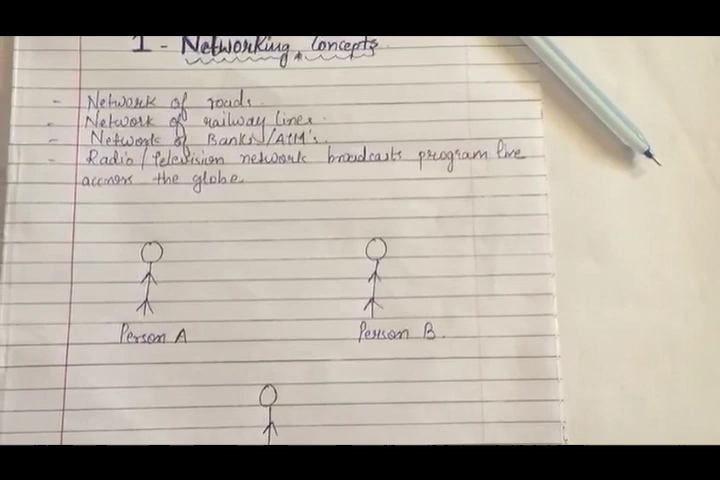 1 - Networking Concepts
- Network of roads.
- Network of railway lines.
- Network of Banks/ATM's.
- Radio/Television network broadcasts program live
accross the globe.
Person A Person B.